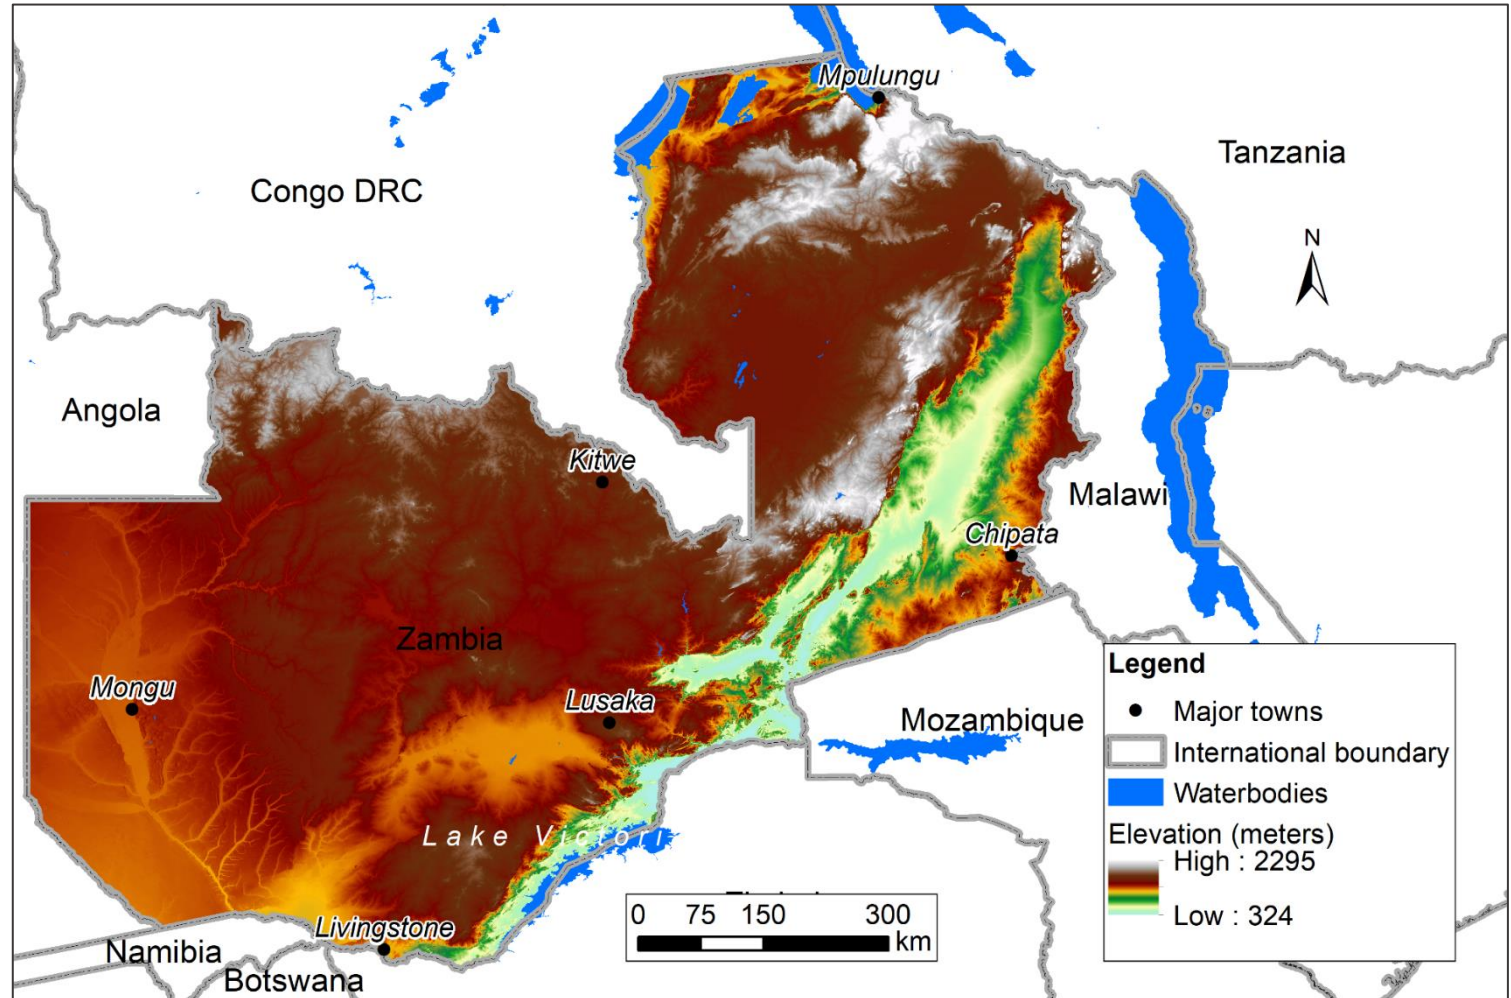 Mpulungu
Tanzania
Congo DRC
N
Angola
Kitwe
Malawi
Chipata
Zambia
Mongu
Lusaka
Mozambique
Lake Victori
Livingstone
Namibia
Botswana
0 75 150 300
km
Legend
Major towns
International boundary
Waterbodies
Elevation (meters)
High : 2295
Low : 324